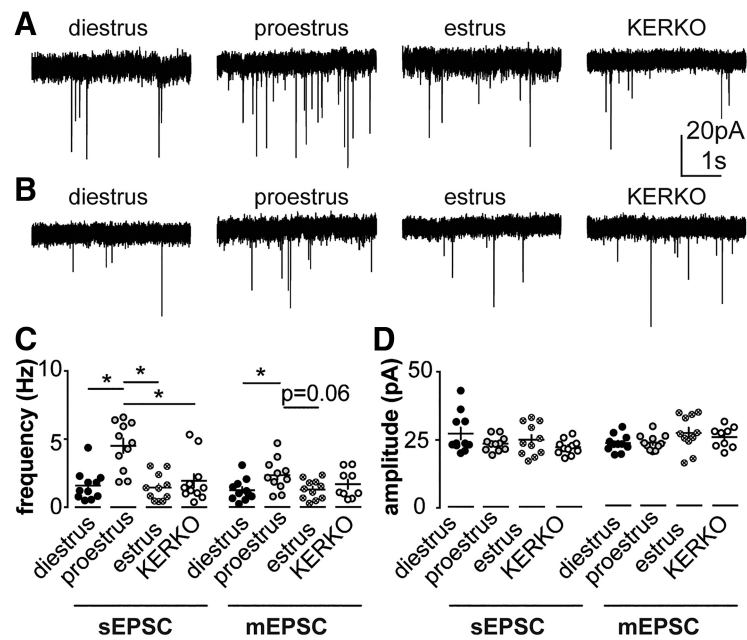 A diestrus proestrus estrus KERKO
20pA
1s
B diestrus proestrus estrus KERKO
C D
frequency (Hz)
10
5
0
* * * * p=0.06
diestrus proestrus estrus KERKO diestrus proestrus estrus KERKO
sEPSC mEPSC
amplitude (pA)
50
25
0
diestrus proestrus estrus KERKO diestrus proestrus estrus KERKO
sEPSC mEPSC